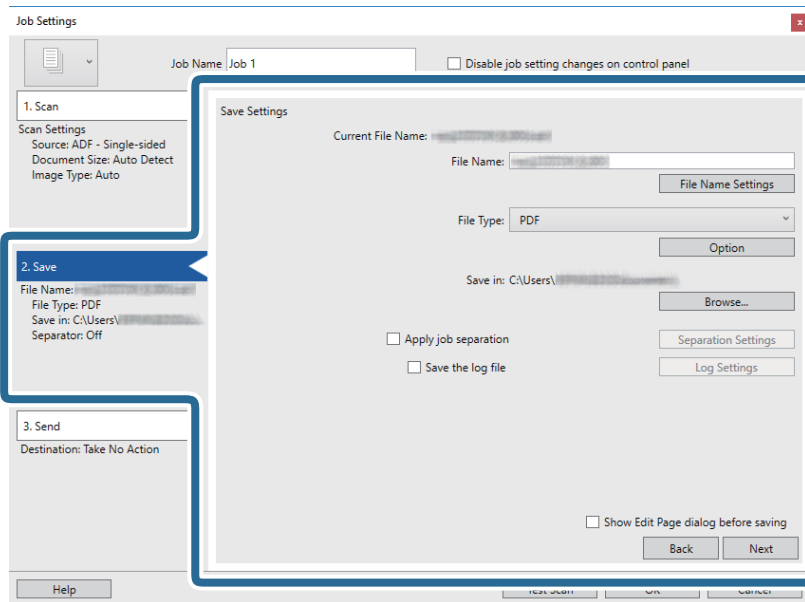 Job Settings
x
Job Name Job 1
Disable job setting changes on control panel
1. Scan
Scan Settings
Source: ADF - Single-sided
Document Size: Auto Detect
Image Type: Auto
2. Save
File Name:
File Type: PDF
Save in: C:\Users\
Separator: Off
3. Send
Destination: Take No Action
Save Settings
Current File Name:
File Name:
File Name Settings
File Type: PDF
Option
Save in: C:\Users\
Browse...
Apply job separation
Separation Settings
Save the log file
Log Settings
Show Edit Page dialog before saving
Back Next
Help
Test Scan OK Cancel